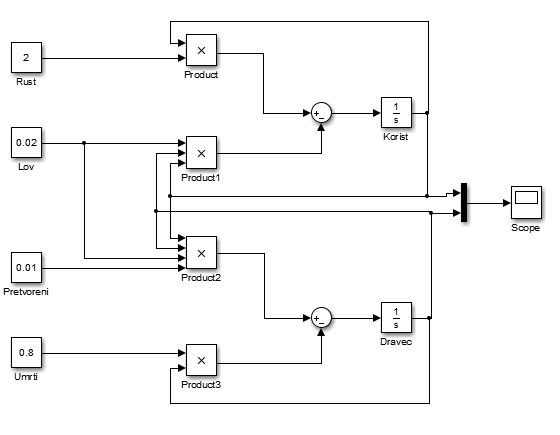 2
Rust
×
Product
+
-
1
s
Korist
0.02
Lov
×
Product1
Scope
0.01
Pretvoreni
×
Product2
+
-
1
s
Dravec
0.8
Umrti
×
Product3